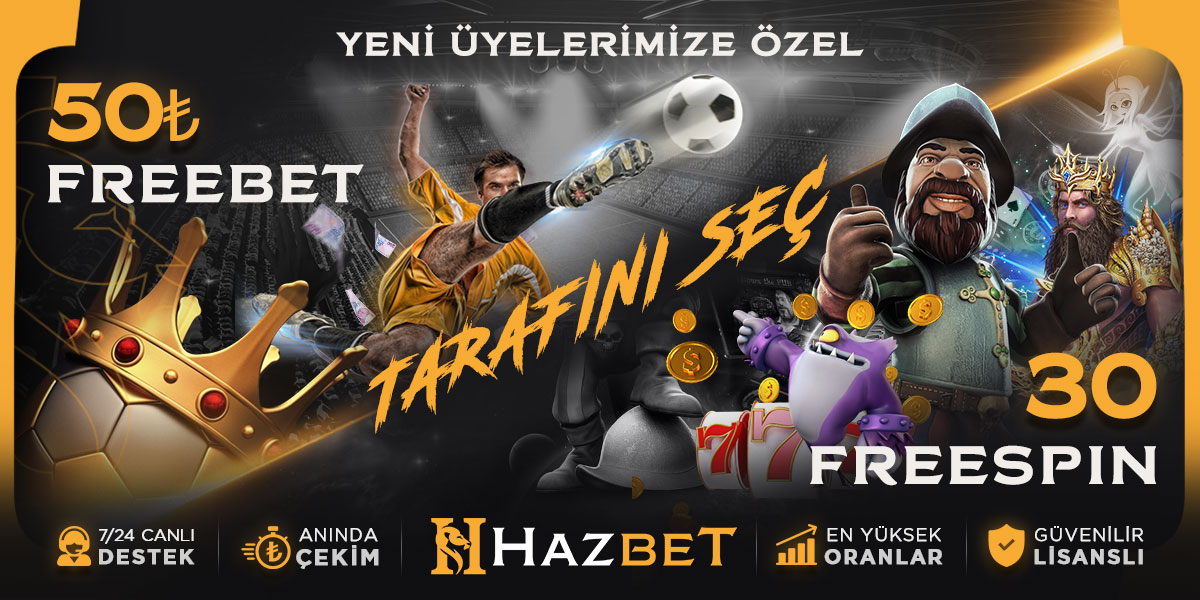 YENİ ÜYELERİMİZE ÖZEL
50₺
FREEBET
TARAFINI SEÇ
30
FREESPIN
7/24 CANLI
DESTEK
ANINDA
ÇEKİM
HAZBET
EN YÜKSEK
ORANLAR
GÜVENİLİR
LİSANSLI